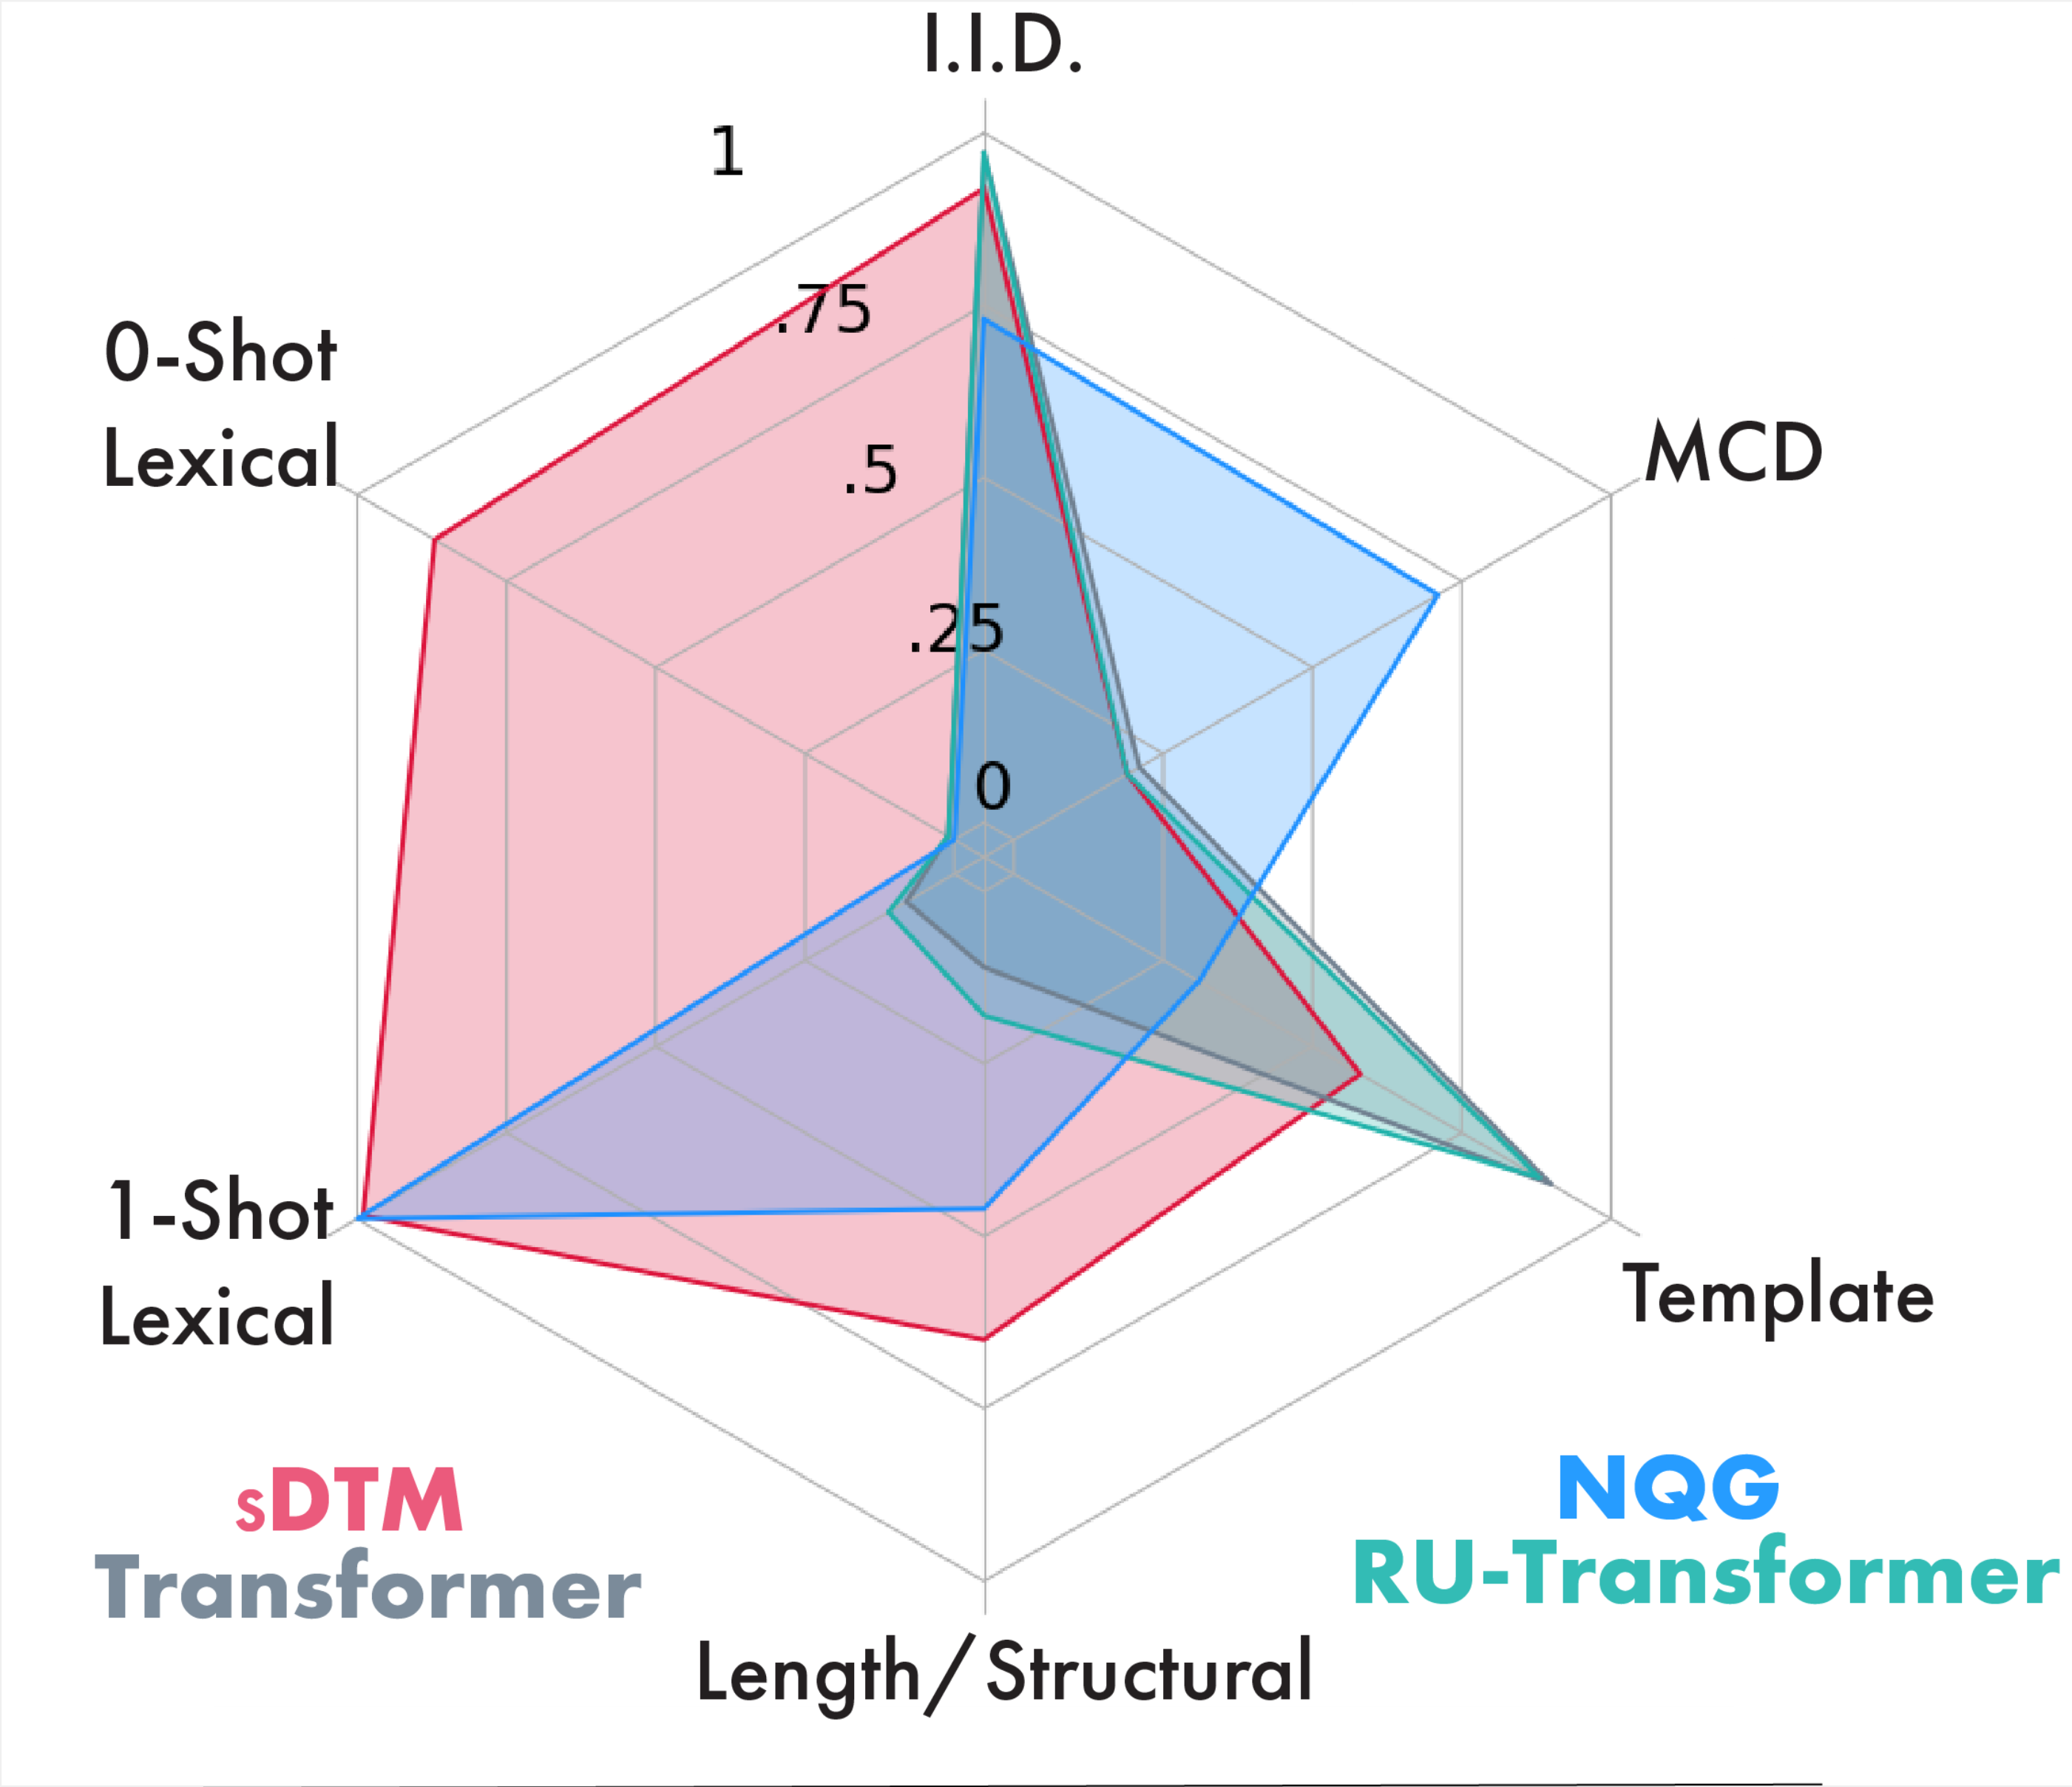 I.I.D.
1
.75
0-Shot
Lexical
MCD
.5
.25
0
1-Shot
Lexical
Template
sDTM
Transformer
NQG
RU-Transformer
Length/Structural